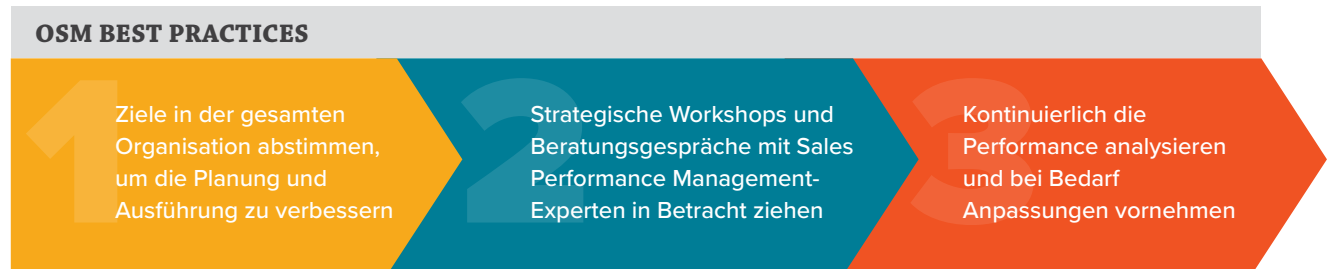 OSM BEST PRACTICES
1
Ziele in der gesamten
Organisation abstimmen,
um die Planung und
Ausführung zu verbessern
2
Strategische Workshops und
Beratungsgespräche mit Sales
Performance Management-
Experten in Betracht ziehen
3
Kontinuierlich die
Performance analysieren
und bei Bedarf
Anpassungen vornehmen